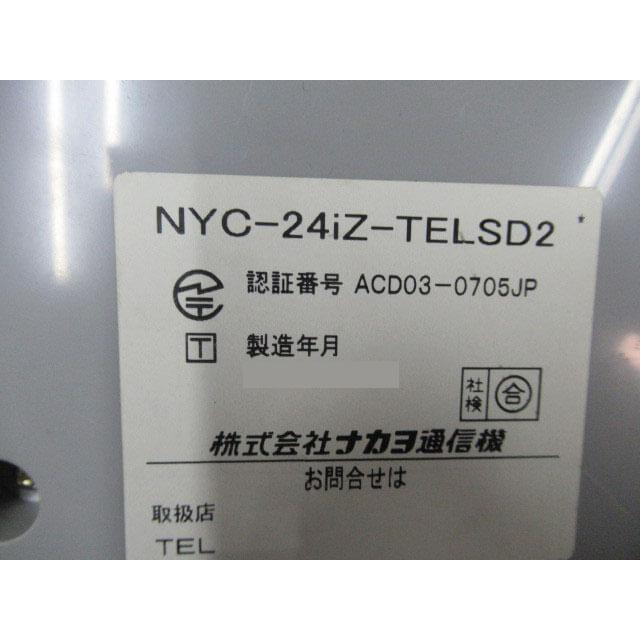 NYC-24iZ-TELSD2 *
認証番号 ACD03-0705JP
T 製造年月
社検 合
株式会社ナカヨ通信機
お問合せは
取扱店
TEL